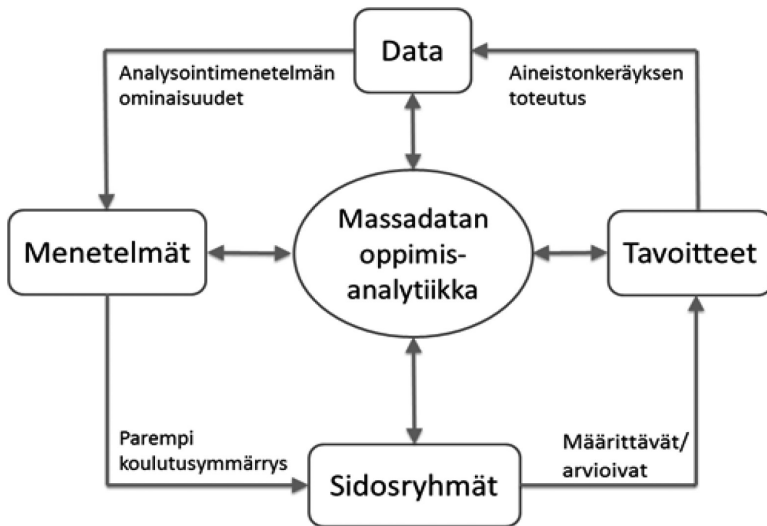 Data
Analysointimenetelmän
ominaisuudet
Aineistonkeräyksen
toteutus
Menetelmät
Massadatan
oppimis-
analytiikka
Tavoitteet
Parempi
koulutusymmärrys
Sidosryhmät
Määrittävät/
arvioivat